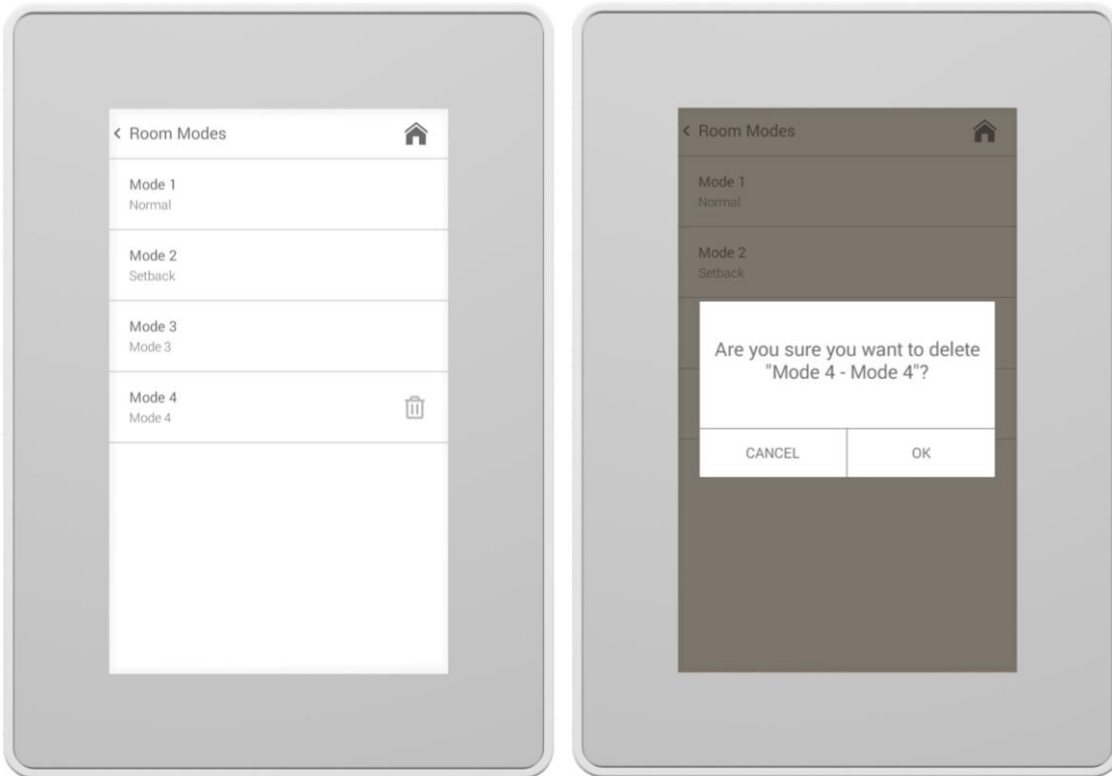 < Room Modes
Mode 1
Normal
Mode 2
Setback
Mode 3
Mode 3
Mode 4
Mode 4
< Room Modes
Mode 1
Normal
Mode 2
Setback
Are you sure you want to delete
"Mode 4 - Mode 4"?
CANCEL OK